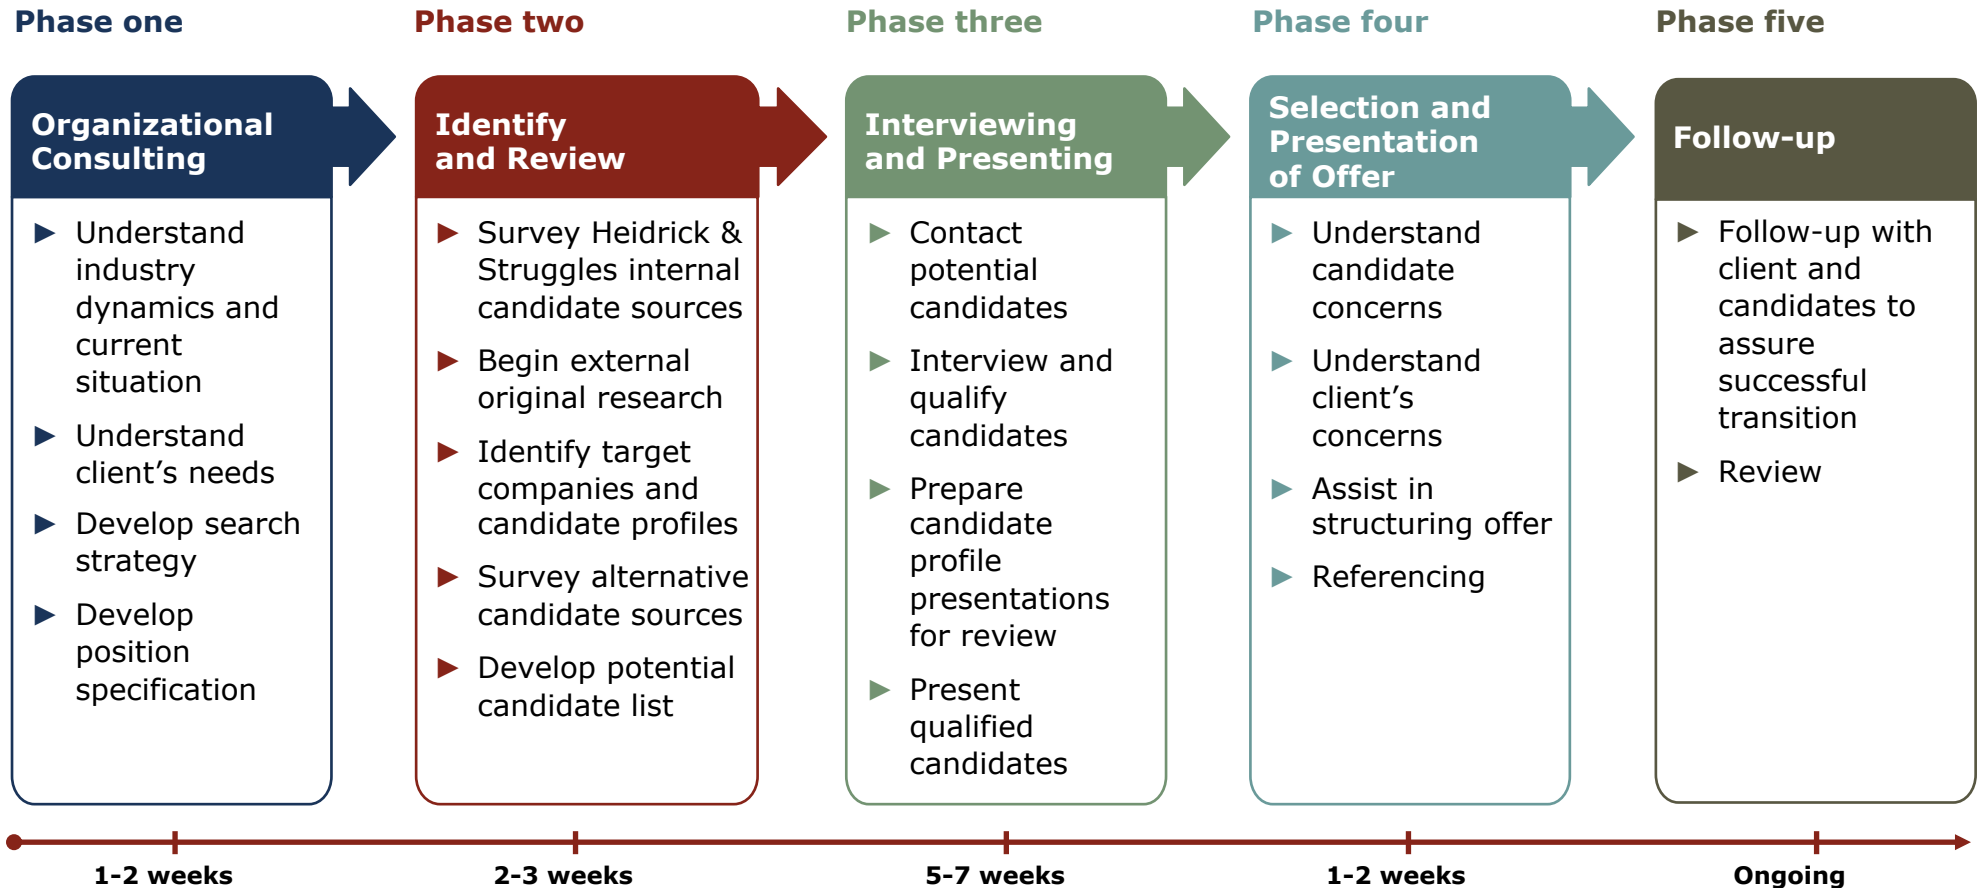 Phase one
Phase two
Phase three
Phase four
Phase five
Organizational
Consulting
► Understand
industry
dynamics and
current
situation
► Understand
client’s needs
► Develop search
strategy
► Develop
position
specification
Identify
and Review
► Survey Heidrick &
Struggles internal
candidate sources
► Begin external
original research
► Identify target
companies and
candidate profiles
► Survey alternative
candidate sources
► Develop potential
candidate list
Interviewing
and Presenting
► Contact
potential
candidates
► Interview and
qualify
candidates
► Prepare
candidate
profile
presentations
for review
► Present
qualified
candidates
Selection and
Presentation
of Offer
► Understand
candidate
concerns
► Understand
client’s
concerns
► Assist in
structuring offer
► Referencing
Follow-up
► Follow-up with
client and
candidates to
assure
successful
transition
► Review
1-2 weeks
2-3 weeks
5-7 weeks
1-2 weeks
Ongoing